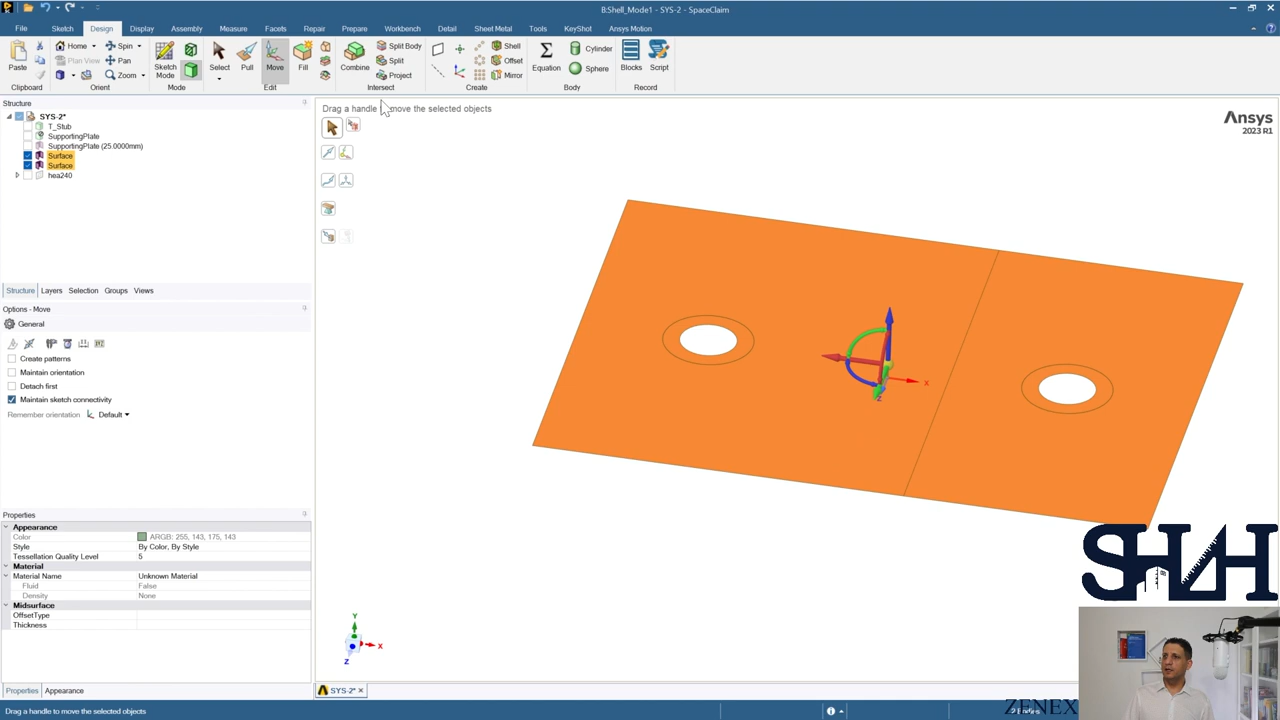 B:Shell_Mode1 - SYS-2 - SpaceClaim
File Sketch Design Display Assembly Measure Facets Repair Prepare Workbench Detail Sheet Metal Tools KeyShot Ansys Motion
Paste
Home Spin
Plan View Pan
Zoom
Sketch Mode
Select Pull Move Fill
Combine
Split Body
Split
Project
Shell
Offset
Mirror
Equation
Cylinder
Sphere
Blocks Script
Clipboard Orient Mode Edit Intersect Create Body Record
Structure
SYS-2*
T_Stub
SupportingPlate
SupportingPlate (25.0000mm)
Surface
Surface
hea240
Drag a handle to move the selected objects
Ansys
2023 R1
Structure Layers Selection Groups Views
Options - Move
General
Create patterns
Maintain orientation
Detach first
Maintain sketch connectivity
Remember orientation Default
Properties
Appearance
Color ARGB: 255, 143, 175, 143
Style By Color, By Style
Tessellation Quality Level 5
Material
Material Name Unknown Material
Fluid False
Density None
Midsurface
OffsetType
Thickness
X
Z
Y
X
Z
Properties Appearance
SYS-2*
Drag a handle to move the selected objects
2 Bodies
ZENEX